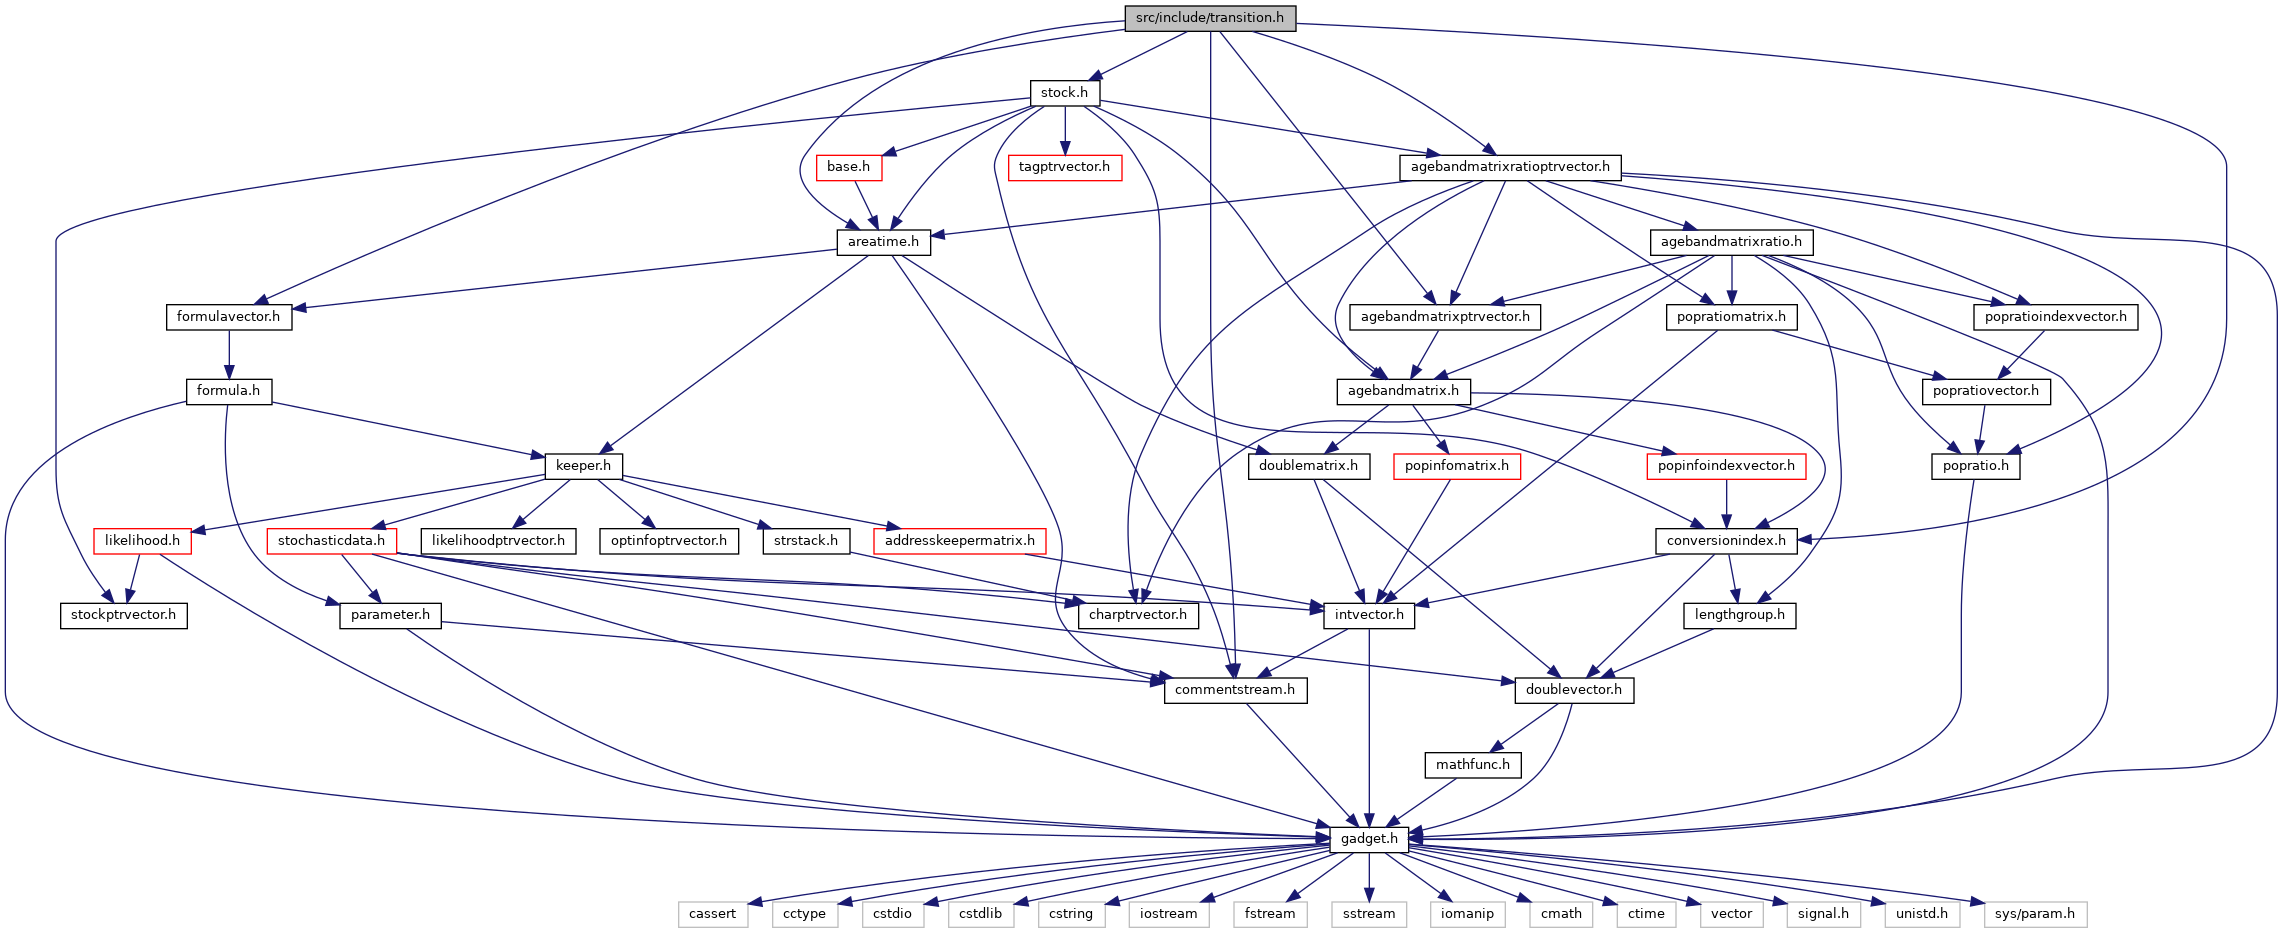 src/include/transition.h
stock.h
base.h
tagptrvector.h
agebandmatrixratioptrvector.h
areatime.h
agebandmatrixratio.h
formulavector.h
agebandmatrixptrvector.h
popratiomatrix.h
popratioindexvector.h
formula.h
agebandmatrix.h
popratiovector.h
keeper.h
doublematrix.h
popinfomatrix.h
popinfoindexvector.h
popratio.h
likelihood.h
stochasticdata.h
likelihoodptrvector.h
optinfoptrvector.h
strstack.h
addresskeepermatrix.h
conversionindex.h
stockptrvector.h
parameter.h
charptrvector.h
intvector.h
lengthgroup.h
commentstream.h
doublevector.h
mathfunc.h
gadget.h
cassert
cctype
cstdio
cstdlib
cstring
iostream
fstream
sstream
iomanip
cmath
ctime
vector
signal.h
unistd.h
sys/param.h